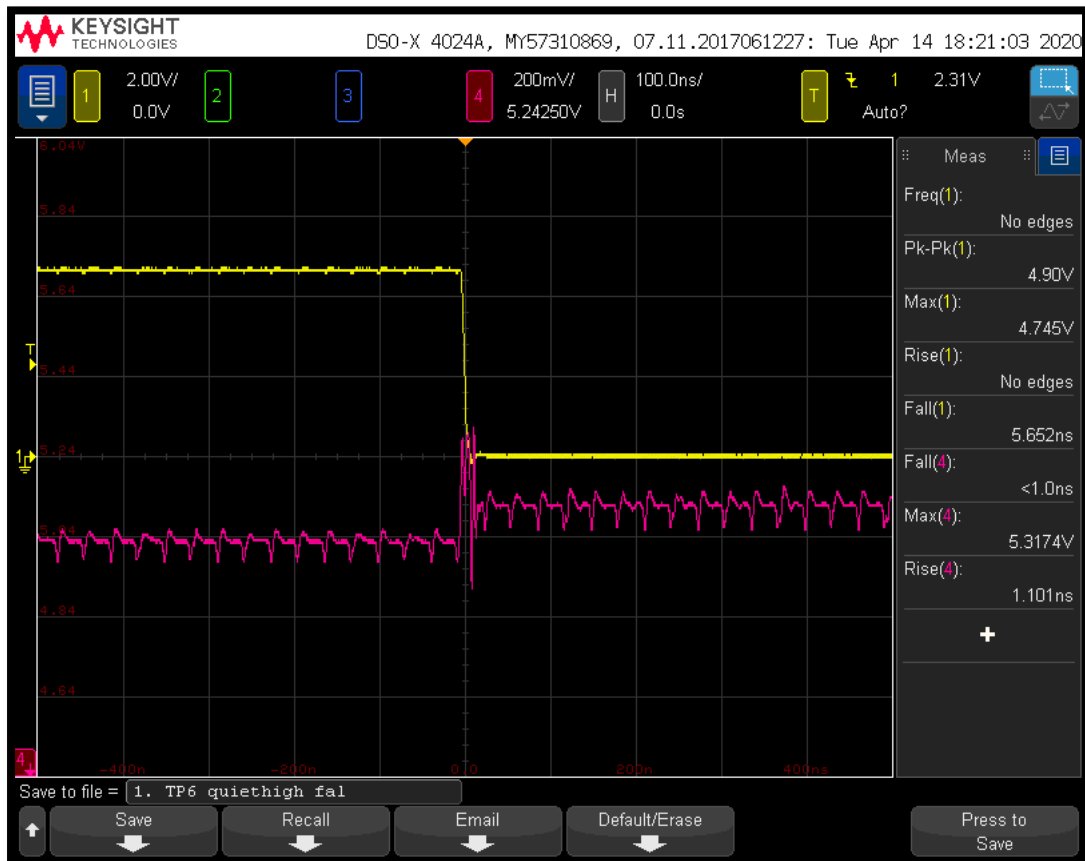 KEYSIGHT
TECHNOLOGIES
DSO-X 4024A, MY57310869, 07.11.2017061227: Tue Apr 14 18:21:03 2020
1 2.00V/ 2 3 4 200mV/ H 100.0ns/ T 1 2.31V
0.0V 5.24250V 0.0s Auto?
6.04V
5.84
5.64
T
5.44
1 5.24
5.04
4.84
4.64
4
-400n -200n 0.0 200n 400ns
Meas
Freq(1):
No edges
Pk-Pk(1):
4.90V
Max(1):
4.745V
Rise(1):
No edges
Fall(1):
5.652ns
Fall(4):
<1.0ns
Max(4):
5.3174V
Rise(4):
1.101ns
+
Save to file = 1. TP6 quiethigh fal
Save Recall Email Default/Erase Press to
Save